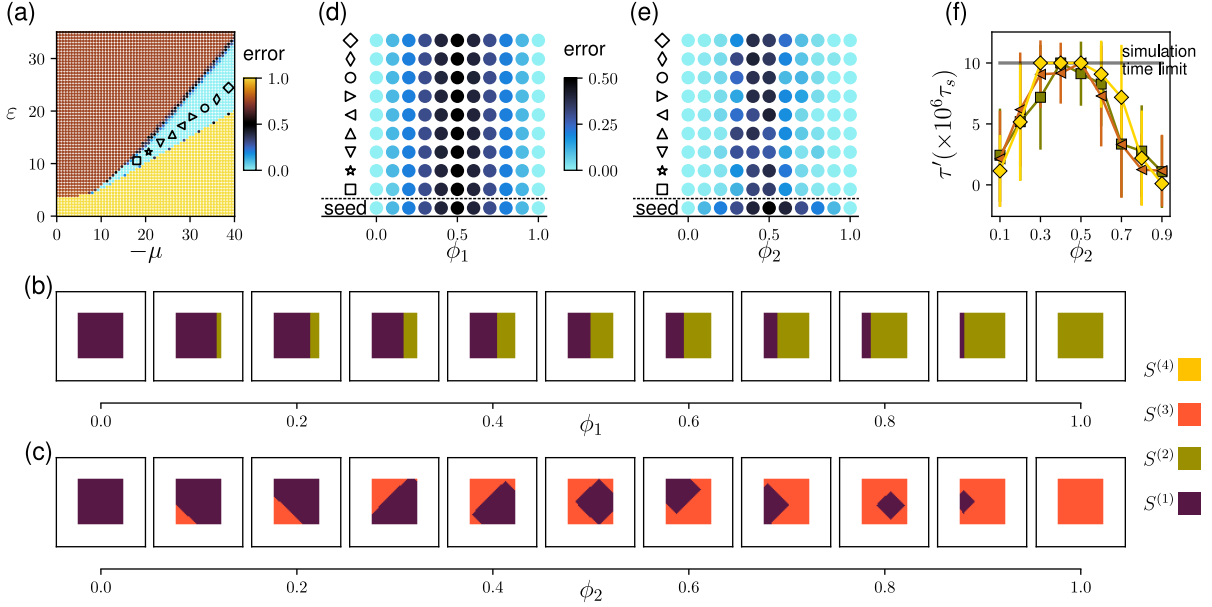 (a)
error
1.0
0.5
0.0
ε
30
20
10
0
0 10 20 30 40
−μ
(d)
seed
0.0 0.5 1.0
ϕ₁
error
0.50
0.25
0.00
(e)
seed
0.0 0.5 1.0
ϕ₂
(f)
τ′(×10⁶τₛ)
10
5
0
simulation
time limit
0.1 0.3 0.5 0.7 0.9
ϕ₂
(b)
0.0 0.2 0.4 0.6 0.8 1.0
ϕ₁
(c)
0.0 0.2 0.4 0.6 0.8 1.0
ϕ₂
S⁽⁴⁾
S⁽³⁾
S⁽²⁾
S⁽¹⁾